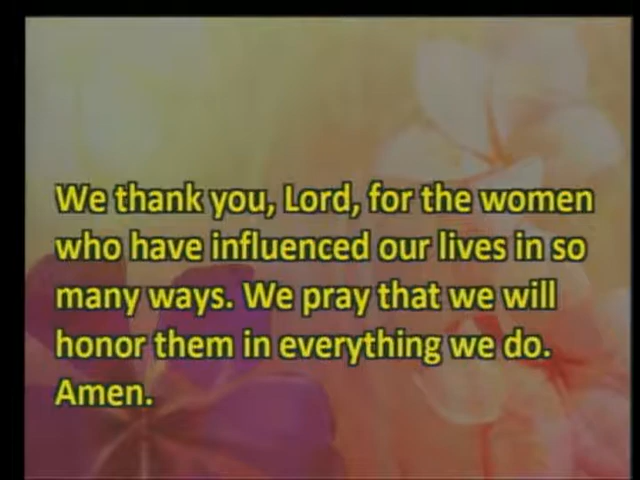 We thank you, Lord, for the women
who have influenced our lives in so
many ways. We pray that we will
honor them in everything we do.
Amen.